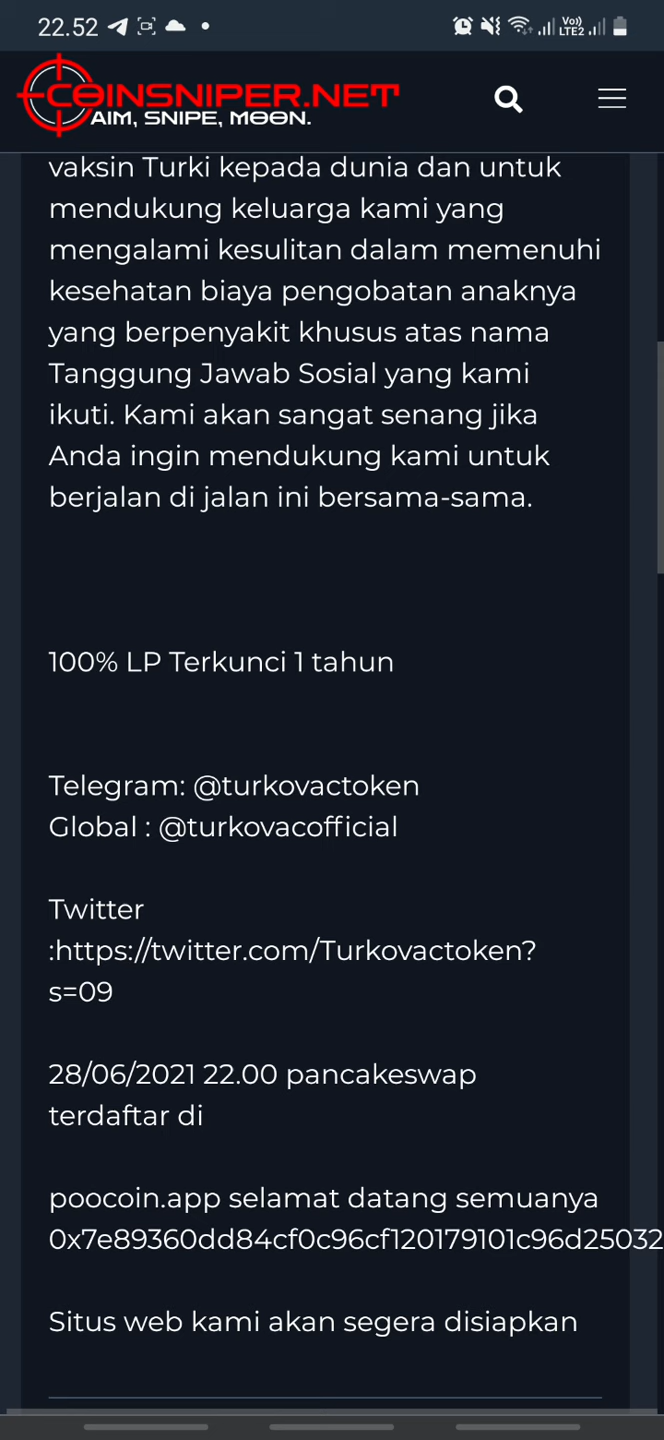 22.52
Vo))
LTE2
COINSNIPER.NET
AIM, SNIPE, MOON.
vaksin Turki kepada dunia dan untuk
mendukung keluarga kami yang
mengalami kesulitan dalam memenuhi
kesehatan biaya pengobatan anaknya
yang berpenyakit khusus atas nama
Tanggung Jawab Sosial yang kami
ikuti. Kami akan sangat senang jika
Anda ingin mendukung kami untuk
berjalan di jalan ini bersama-sama.
100% LP Terkunci 1 tahun
Telegram: @turkovactoken
Global : @turkovacofficial
Twitter
:https://twitter.com/Turkovactoken?
s=09
28/06/2021 22.00 pancakeswap
terdaftar di
poocoin.app selamat datang semuanya
0x7e89360dd84cf0c96cf120179101c96d25032
Situs web kami akan segera disiapkan